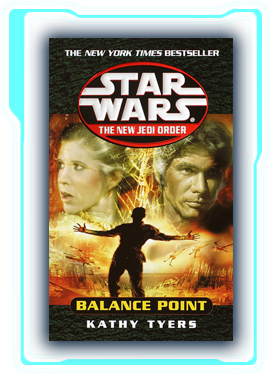 THE NEW YORK TIMES BESTSELLER
STAR
WARS
THE NEW JEDI ORDER
BALANCE POINT
KATHY TYERS